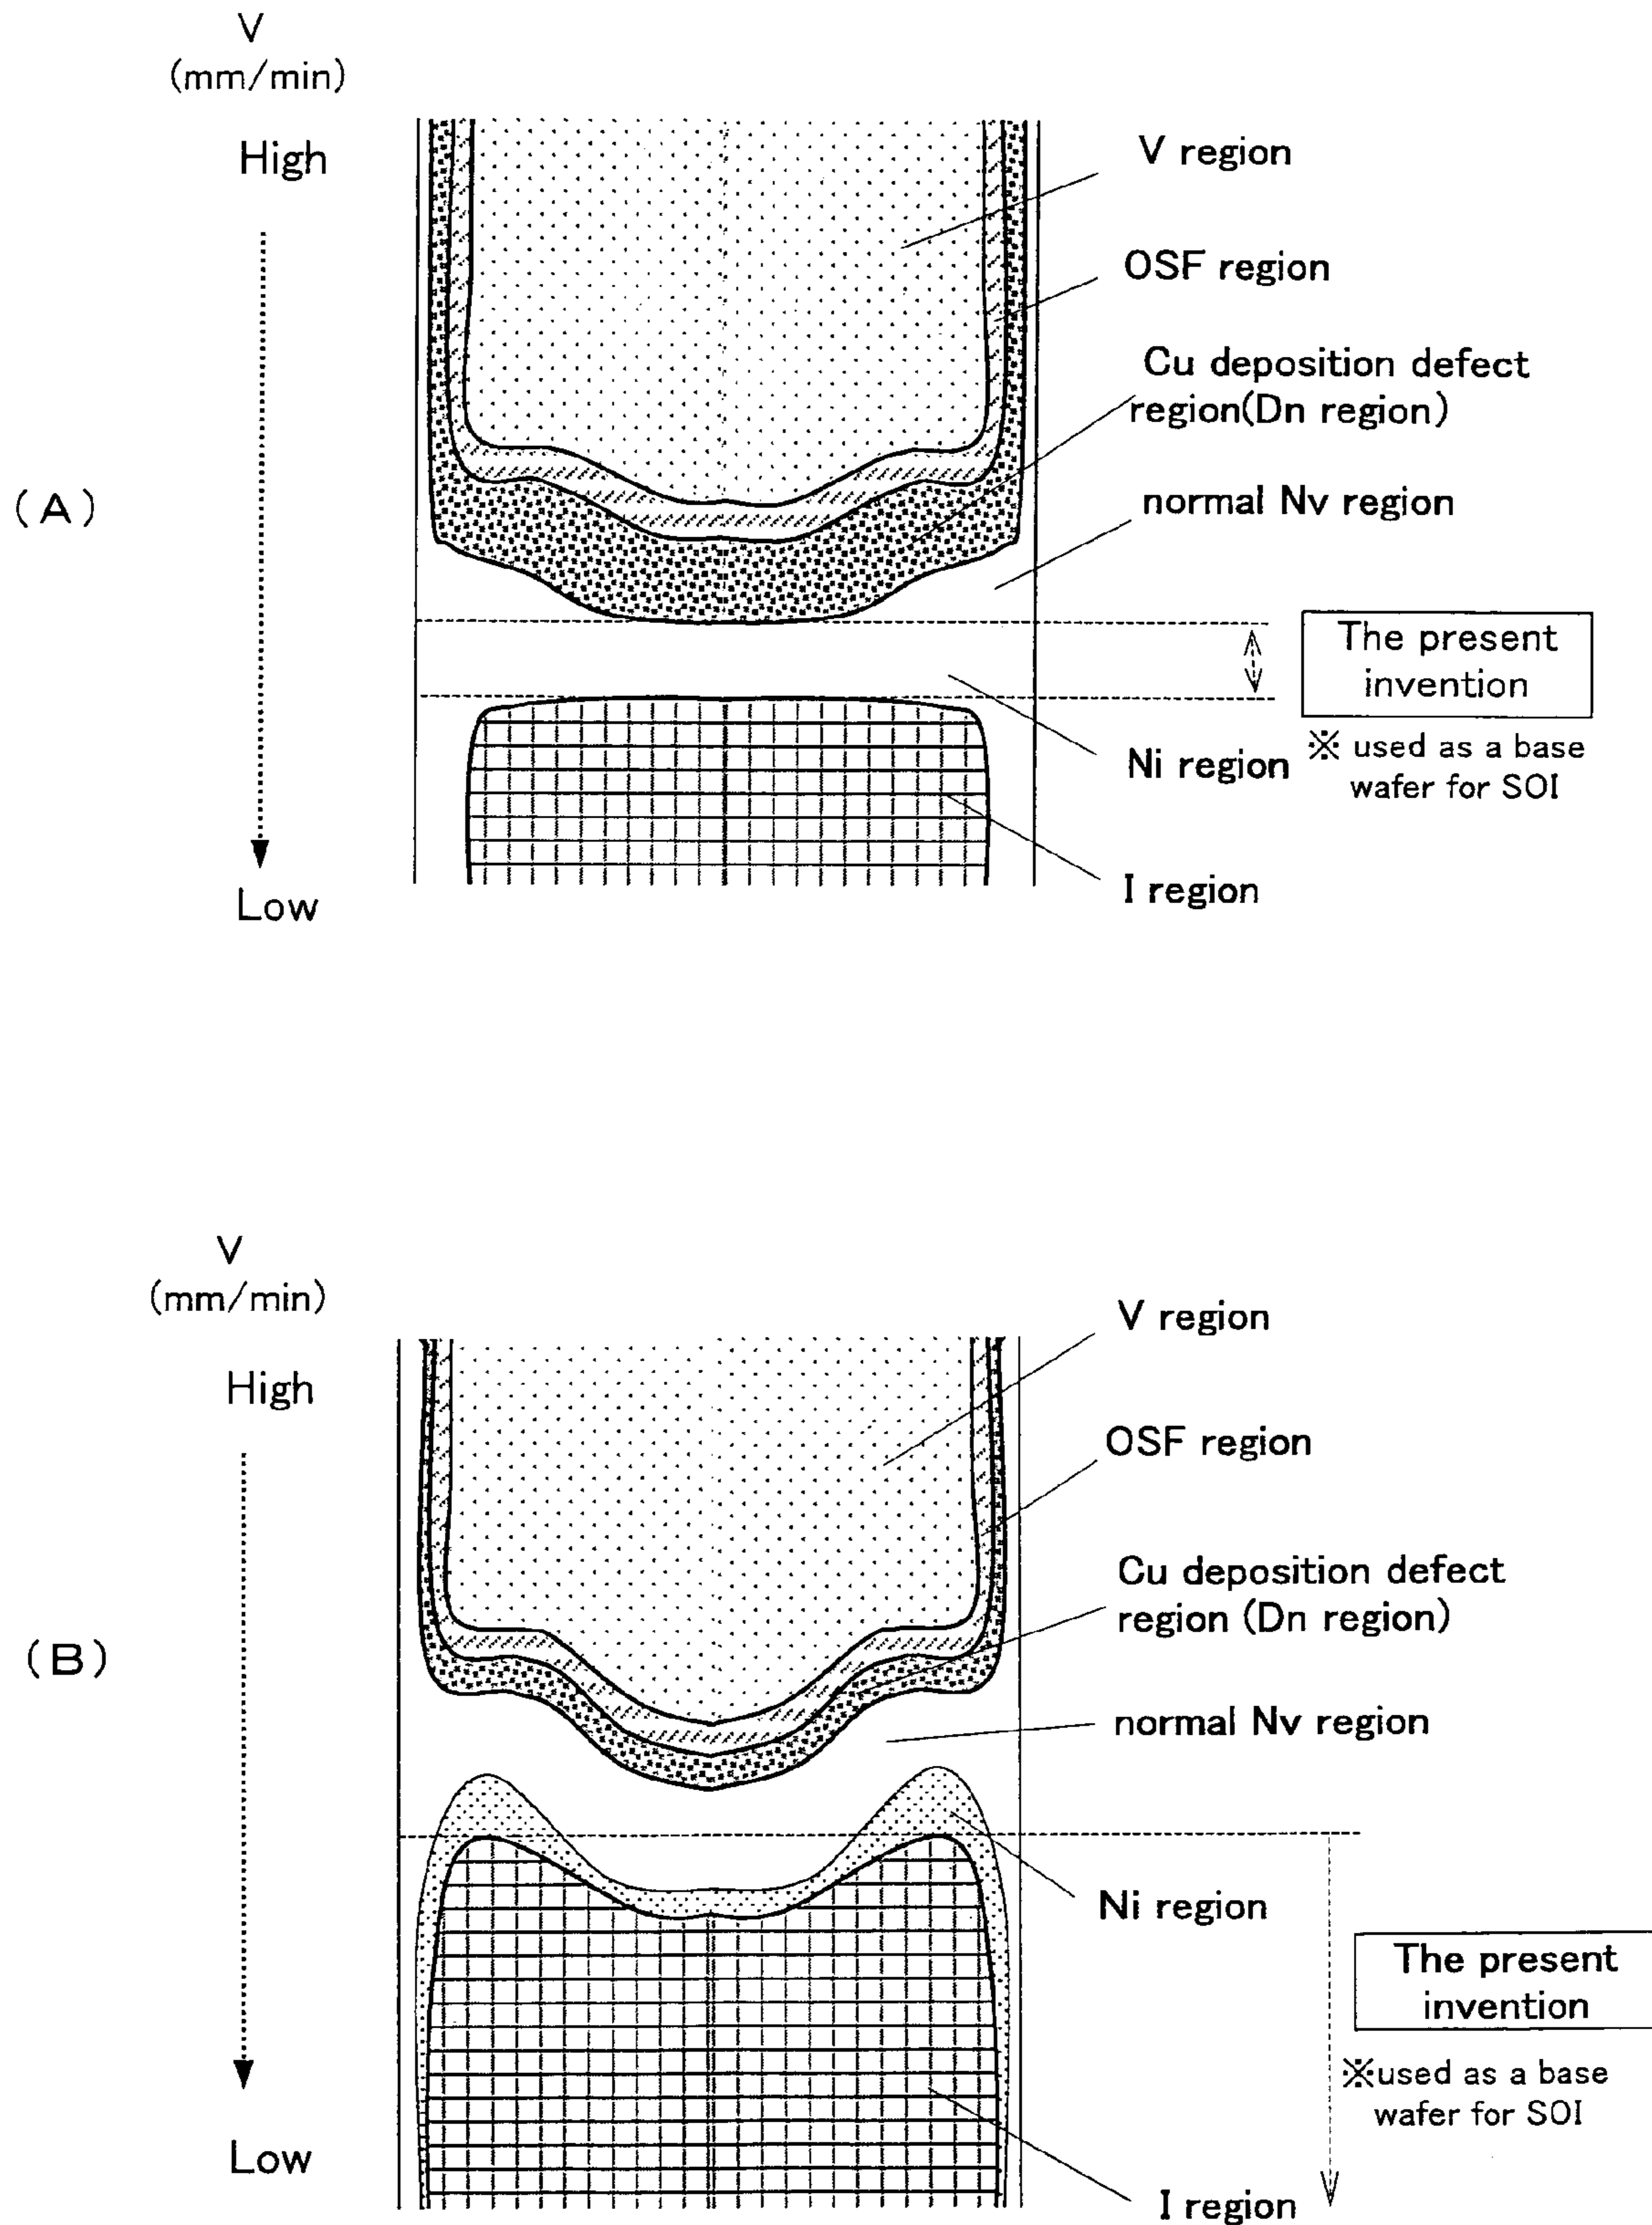 V
(mm/min)
High
V region
OSF region
Cu deposition defect
region(Dn region)
(A)
normal Nv region
The present
invention
※ used as a base
wafer for SOI
Ni region
I region
Low
V
(mm/min)
High
V region
OSF region
Cu deposition defect
region (Dn region)
(B)
normal Nv region
Ni region
The present
invention
※used as a base
wafer for SOI
Low
I region